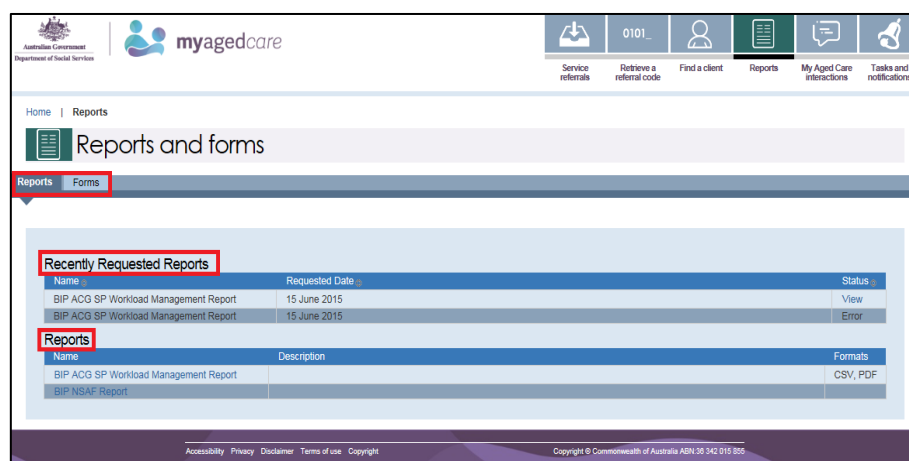 Australian Government
Department of Social Services
myagedcare
0101_
Service referrals
Retrieve a referral code
Find a client
Reports
My Aged Care interactions
Tasks and notifications
Home | Reports
Reports and forms
Reports Forms
Recently Requested Reports
Name Requested Date Status
BIP ACG SP Workload Management Report 15 June 2015 View
BIP ACG SP Workload Management Report 15 June 2015 Error
Reports
Name Description Formats
BIP ACG SP Workload Management Report CSV, PDF
BIP NSAF Report
Accessibility Privacy Disclaimer Terms of use Copyright Copyright © Commonwealth of Australia ABN:36 342 015 855